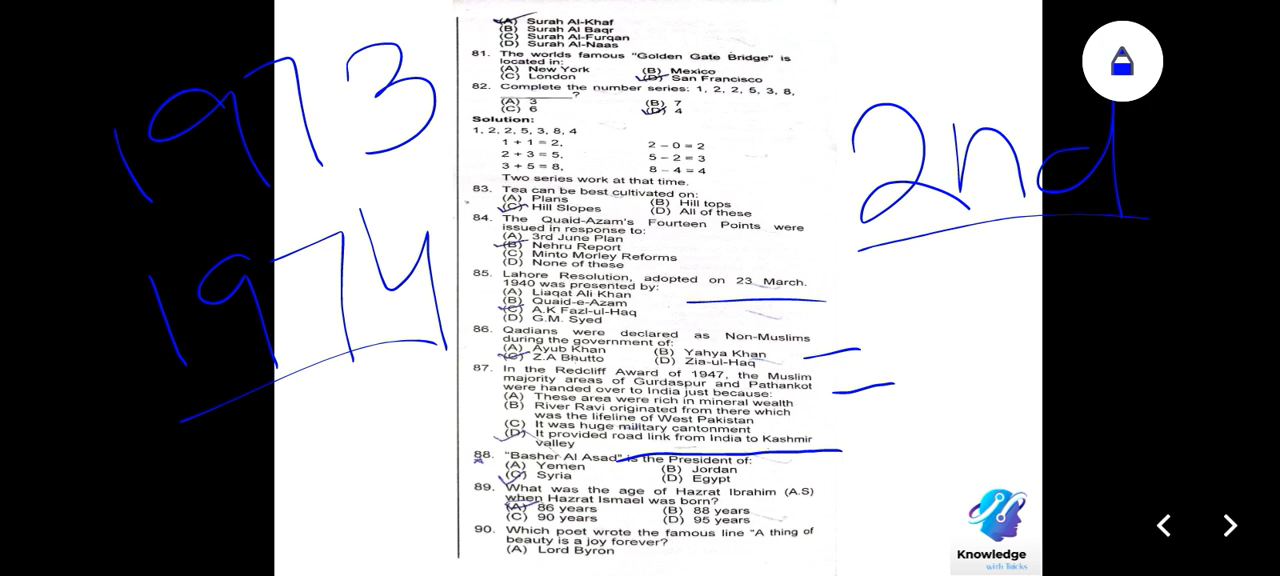 (A) Surah Al-Khaf
(B) Surah Al Baqr
(C) Surah Al-Furqan
(D) Surah Al-Naas
81. The worlds famous "Golden Gate Bridge" is
located in:
(A) New York (B) Mexico
(C) London (D) San Francisco
82. Complete the number series: 1, 2, 2, 5, 3, 8,
________?
(A) 3 (B) 7
(C) 6 (D) 4
Solution:
1, 2, 2, 5, 3, 8, 4
1 + 1 = 2, 2 – 0 = 2
2 + 3 = 5, 5 – 2 = 3
3 + 5 = 8, 8 – 4 = 4
Two series work at that time.
83. Tea can be best cultivated on:
(A) Plans (B) Hill tops
(C) Hill Slopes (D) All of these
84. The Quaid-Azam's Fourteen Points were
issued in response to:
(A) 3rd June Plan
(B) Nehru Report
(C) Minto Morley Reforms
(D) None of these
85. Lahore Resolution, adopted on 23 March.
1940 was presented by:
(A) Liaqat Ali Khan
(B) Quaid-e-Azam
(C) A.K Fazl-ul-Haq
(D) G.M. Syed
86. Qadians were declared as Non-Muslims
during the government of:
(A) Ayub Khan (B) Yahya Khan
(C) Z.A Bhutto (D) Zia-ul-Haq
87. In the Redcliff Award of 1947, the Muslim
majority areas of Gurdaspur and Pathankot
were handed over to India just because:
(A) These area were rich in mineral wealth
(B) River Ravi originated from there which
was the lifeline of West Pakistan
(C) It was huge military cantonment
(D) It provided road link from India to Kashmir
valley
88. "Basher Al Asad" is the President of:
(A) Yemen (B) Jordan
(C) Syria (D) Egypt
89. What was the age of Hazrat Ibrahim (A.S)
when Hazrat Ismael was born?
(A) 86 years (B) 88 years
(C) 90 years (D) 95 years
90. Which poet wrote the famous line "A thing of
beauty is a joy forever?
(A) Lord Byron
1973
1974
2nd
Knowledge
with Tricks